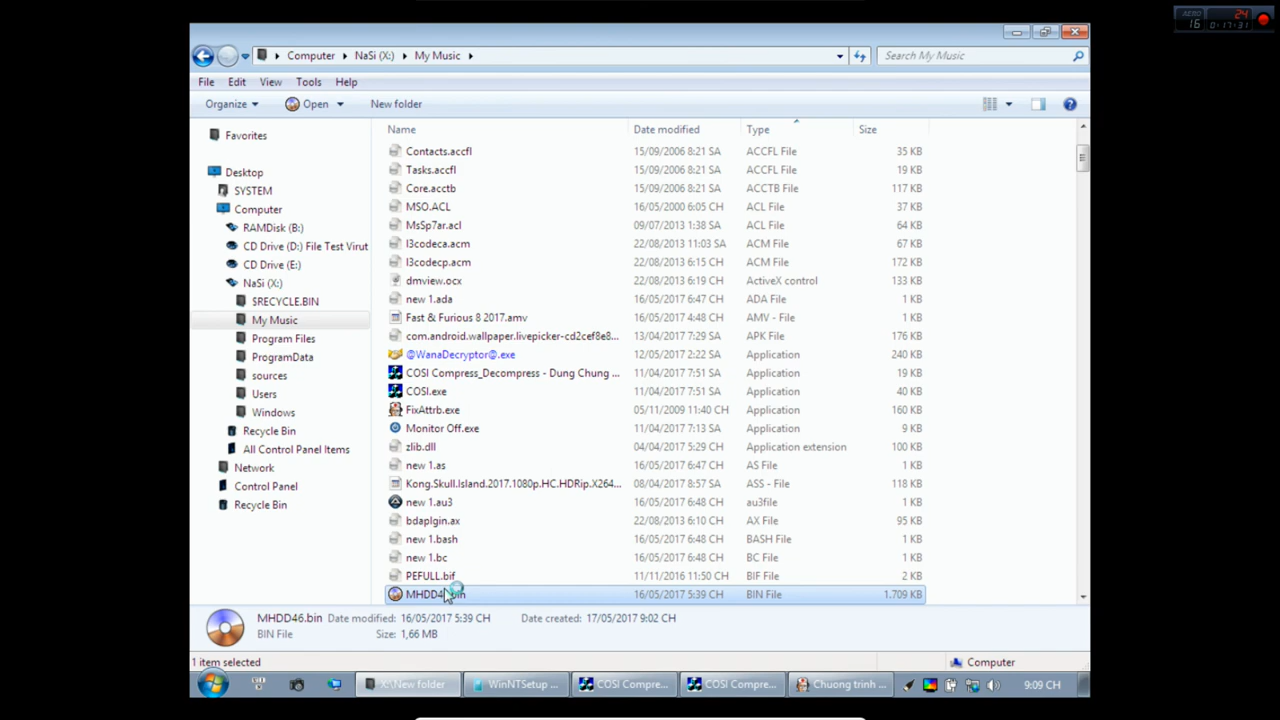 AERO 24
16 0:17:31
Computer NaSi (X:) My Music
Search My Music
File Edit View Tools Help
Organize Open New folder
Name Date modified Type Size
Favorites
Desktop
SYSTEM
Computer
RAMDisk (B:)
CD Drive (D:) File Test Virut
CD Drive (E:)
NaSi (X:)
$RECYCLE.BIN
My Music
Program Files
ProgramData
sources
Users
Windows
Recycle Bin
All Control Panel Items
Network
Control Panel
Recycle Bin
Contacts.accfl 15/09/2006 8:21 SA ACCFL File 35 KB
Tasks.accfl 15/09/2006 8:21 SA ACCFL File 19 KB
Core.acctb 15/09/2006 8:21 SA ACCTB File 117 KB
MSO.ACL 16/05/2000 6:05 CH ACL File 37 KB
MsSp7ar.acl 09/07/2013 1:38 SA ACL File 64 KB
l3codeca.acm 22/08/2013 11:03 SA ACM File 67 KB
l3codecp.acm 22/08/2013 6:15 CH ACM File 172 KB
dmview.ocx 22/08/2013 6:19 CH ActiveX control 133 KB
new 1.ada 16/05/2017 6:47 CH ADA File 1 KB
Fast & Furious 8 2017.amv 16/05/2017 4:48 CH AMV - File 1 KB
com.android.wallpaper.livepicker-cd2cef8e8... 13/04/2017 7:29 SA APK File 176 KB
@WanaDecryptor@.exe 12/05/2017 2:22 SA Application 240 KB
COSI Compress_Decompress - Dung Chung ... 11/04/2017 7:51 SA Application 19 KB
COSI.exe 11/04/2017 7:51 SA Application 40 KB
FixAttrb.exe 05/11/2009 11:40 CH Application 160 KB
Monitor Off.exe 11/04/2017 7:13 SA Application 9 KB
zlib.dll 04/04/2017 5:29 CH Application extension 100 KB
new 1.as 16/05/2017 6:47 CH AS File 1 KB
Kong.Skull.Island.2017.1080p.HC.HDRip.X264... 08/04/2017 8:57 SA ASS - File 118 KB
new 1.au3 16/05/2017 6:48 CH au3file 1 KB
bdaplgin.ax 22/08/2013 6:10 CH AX File 95 KB
new 1.bash 16/05/2017 6:48 CH BASH File 1 KB
new 1.bc 16/05/2017 6:48 CH BC File 1 KB
PEFULL.bif 11/11/2016 11:50 CH BIF File 2 KB
MHDD46.bin 16/05/2017 5:39 CH BIN File 1.709 KB
MHDD46.bin Date modified: 16/05/2017 5:39 CH Date created: 17/05/2017 9:02 CH
BIN File Size: 1,66 MB
1 item selected Computer
X:\New folder WinNTSetup ... COSI Compre... COSI Compre... Chuong trinh ... 9:09 CH